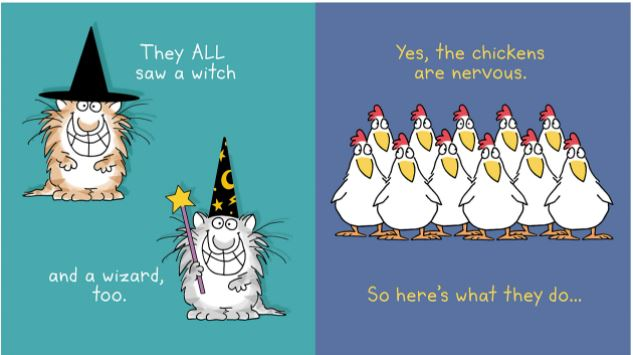 They ALL
saw a witch
and a wizard,
too.
Yes, the chickens
are nervous.
So here's what they do...